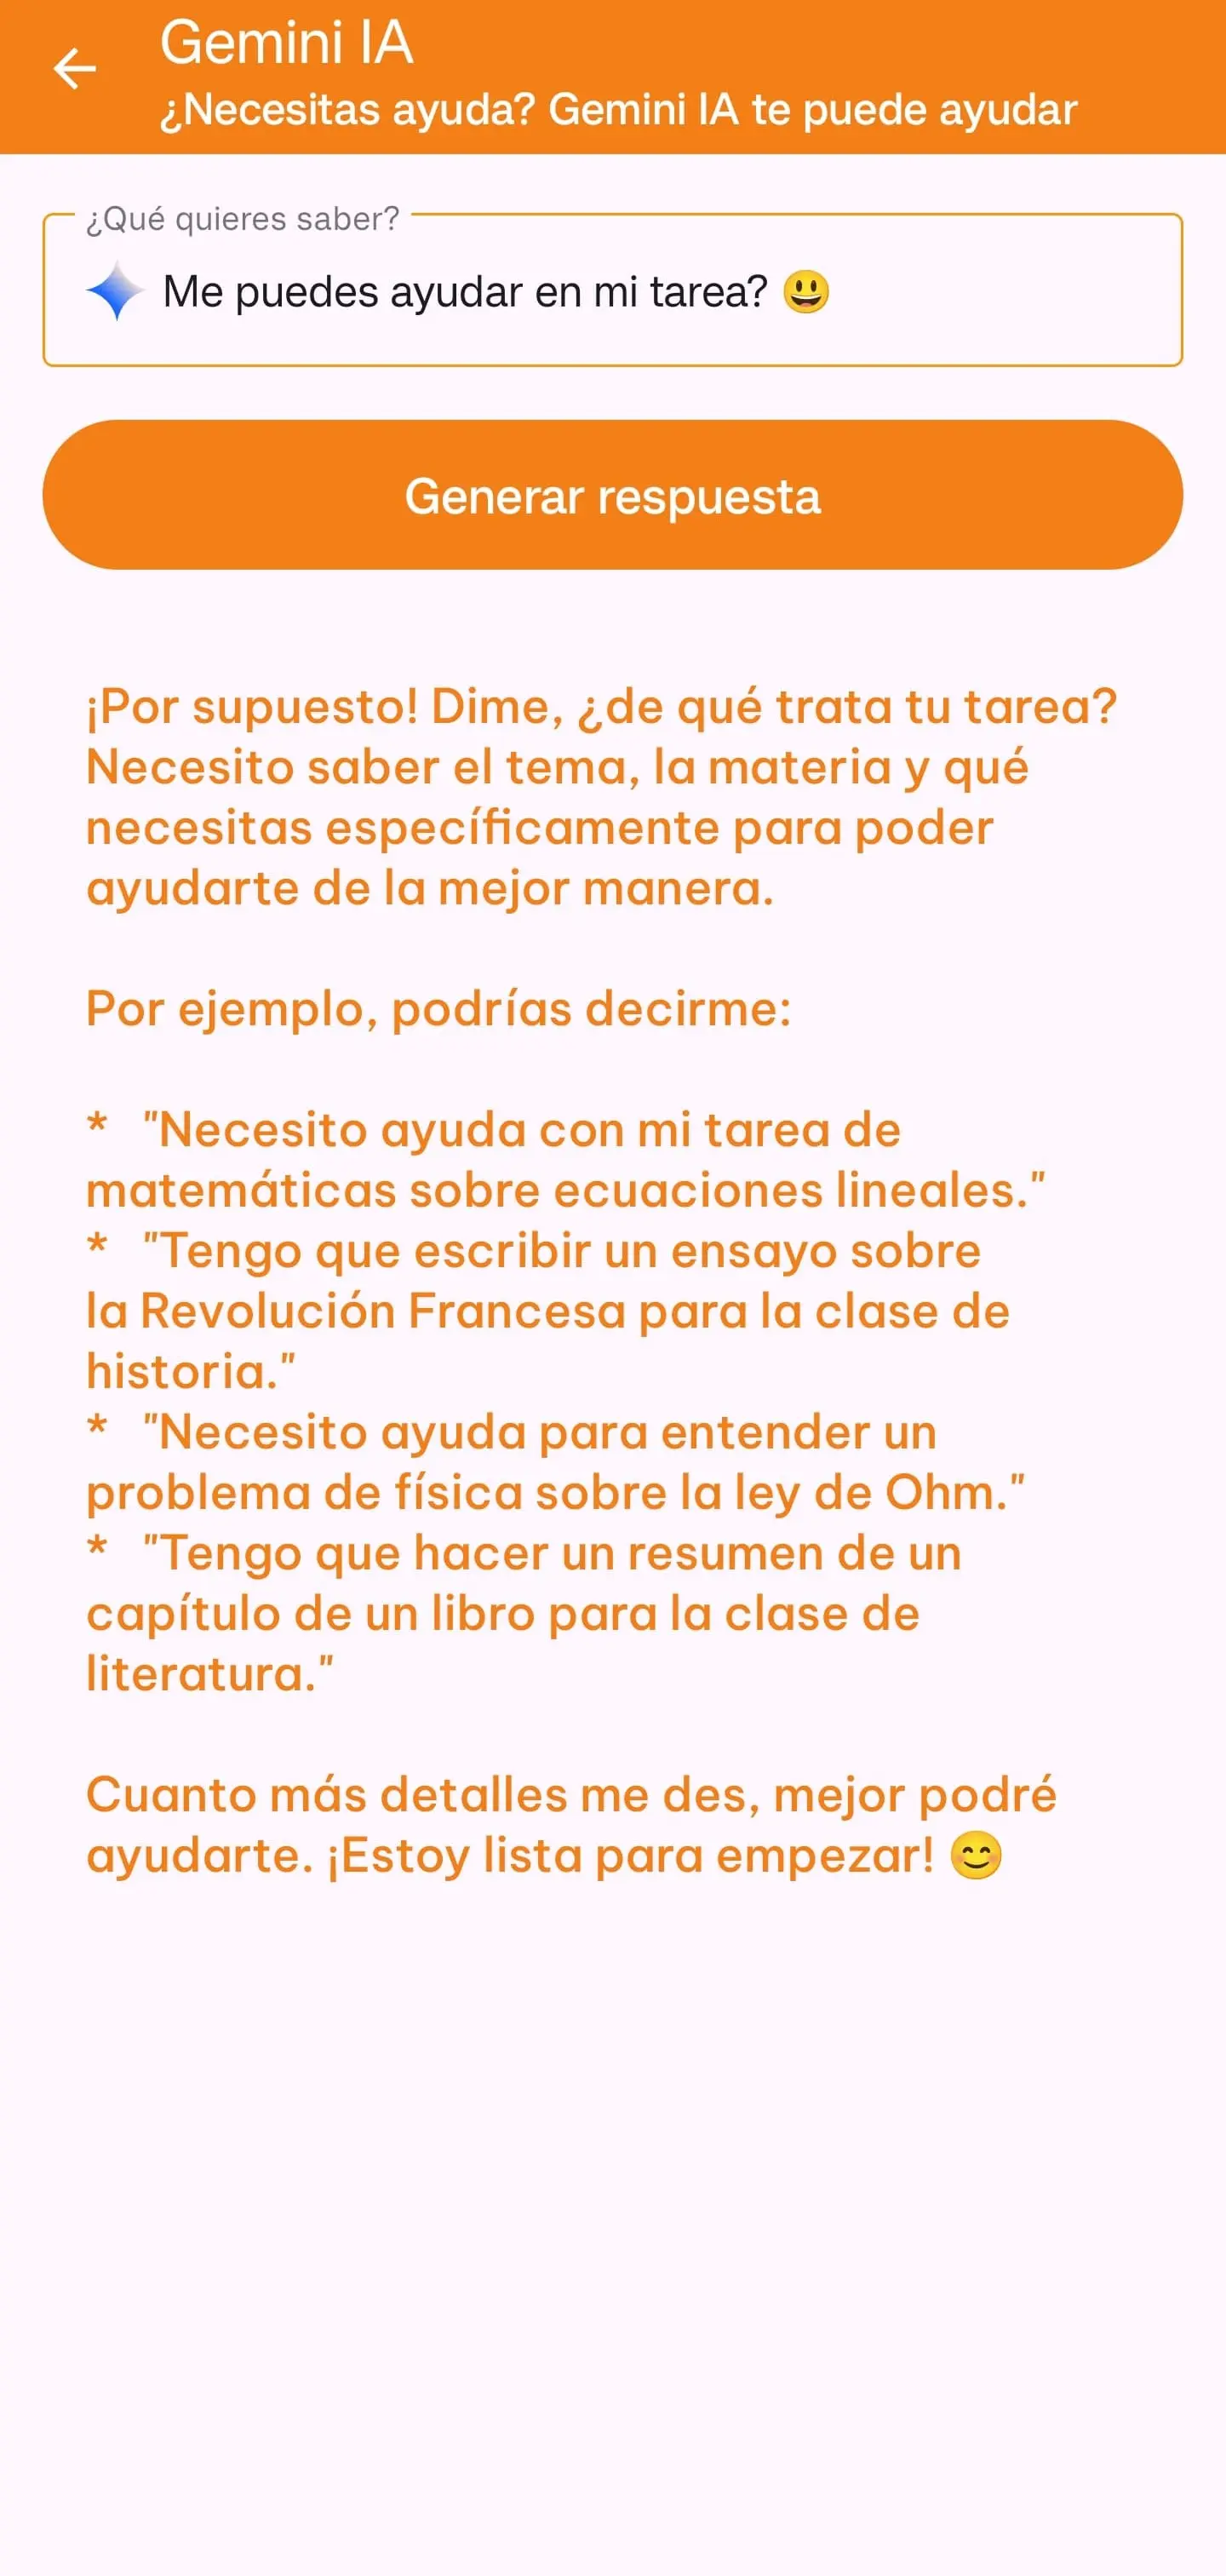 Gemini IA
¿Necesitas ayuda? Gemini IA te puede ayudar
¿Qué quieres saber?
Me puedes ayudar en mi tarea? 😃
Generar respuesta
¡Por supuesto! Dime, ¿de qué trata tu tarea?
Necesito saber el tema, la materia y qué
necesitas específicamente para poder
ayudarte de la mejor manera.
Por ejemplo, podrías decirme:
*   "Necesito ayuda con mi tarea de
matemáticas sobre ecuaciones lineales."
*   "Tengo que escribir un ensayo sobre
la Revolución Francesa para la clase de
historia."
*   "Necesito ayuda para entender un
problema de física sobre la ley de Ohm."
*   "Tengo que hacer un resumen de un
capítulo de un libro para la clase de
literatura."
Cuanto más detalles me des, mejor podré
ayudarte. ¡Estoy lista para empezar! 😊